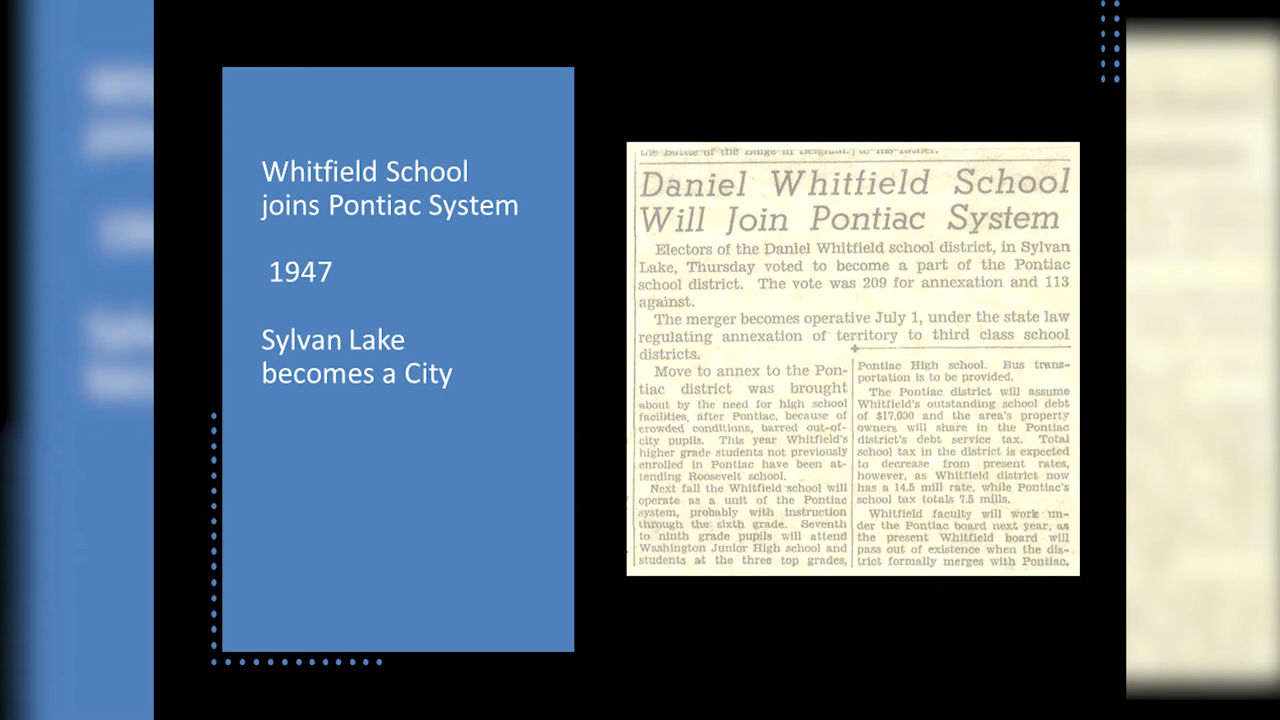 Whitfield School
joins Pontiac System
1947
Sylvan Lake
becomes a City
the Battle of the Bulge in Belgium. to his father.
Daniel Whitfield School
Will Join Pontiac System
Electors of the Daniel Whitfield school district, in Sylvan
Lake, Thursday voted to become a part of the Pontiac
school district. The vote was 209 for annexation and 113
against.
The merger becomes operative July 1, under the state law
regulating annexation of territory to third class school
districts.
Move to annex to the Pon-
tiac district was brought
about by the need for high school
facilities, after Pontiac, because of
crowded conditions, barred out-of-
city pupils. This year Whitfield's
higher grade students not previously
enrolled in Pontiac have been at-
tending Roosevelt school.
Next fall the Whitfield school will
operate as a unit of the Pontiac
system, probably with instruction
through the sixth grade. Seventh
to ninth grade pupils will attend
Washington Junior High school and
students at the three top grades,
Pontiac High school. Bus trans-
portation is to be provided.
The Pontiac district will assume
Whitfield's outstanding school debt
of $17,000 and the area's property
owners will share in the Pontiac
district's debt service tax. Total
school tax in the district is expected
to decrease from present rates,
however, as Whitfield district now
has a 14.5 mill rate, while Pontiac's
school tax totals 7.5 mills.
Whitfield faculty will work un-
der the Pontiac board next year, as
the present Whitfield board will
pass out of existence when the dis-
trict formally merges with Pontiac.